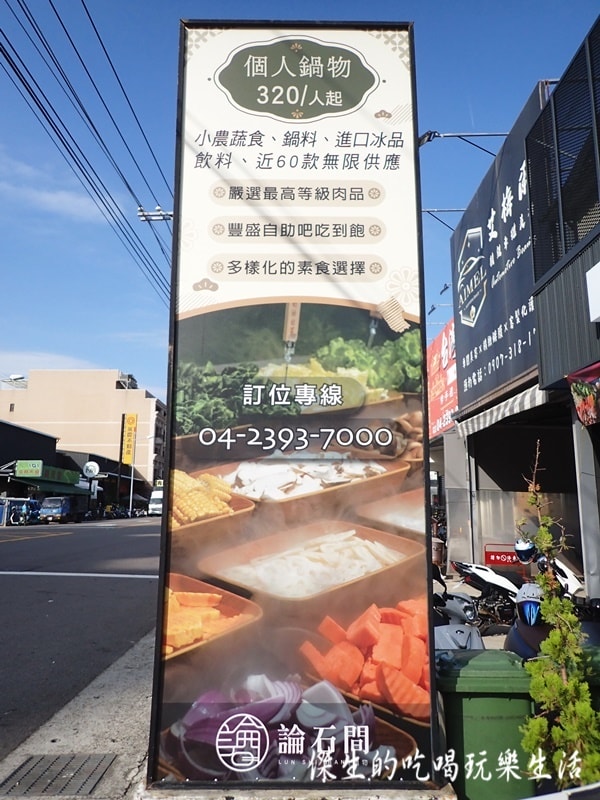 個人鍋物
320/人起
小農蔬食、鍋料、進口冰品
飲料、近60款無限供應
嚴選最高等級肉品
豐盛自助吧吃到飽
多樣化的素食選擇
訂位專線
04-2393-7000
論石間
傑生的吃喝玩樂生活
AIMEI